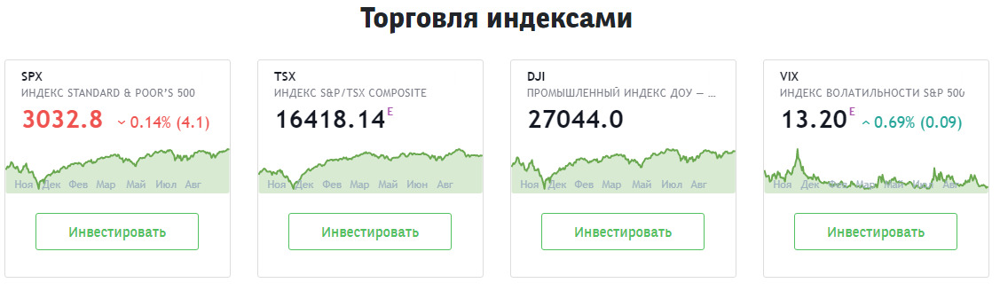 Торговля индексами
SPX
ИНДЕКС STANDARD & POOR'S 500
3032.8 0.14% (4.1)
Ноя Дек Фев Мар Май Июл Авг
Инвестировать
TSX
ИНДЕКС S&P/TSX COMPOSITE
16418.14 E
Ноя Дек Фев Мар Май Июн Авг
Инвестировать
DJI
ПРОМЫШЛЕННЫЙ ИНДЕКС ДОУ — ...
27044.0
Ноя Дек Фев Мар Май Июл Авг
Инвестировать
VIX
ИНДЕКС ВОЛАТИЛЬНОСТИ S&P 500
13.20 E 0.69% (0.09)
Ноя Дек Фев Мар Май Июл Авг
Инвестировать